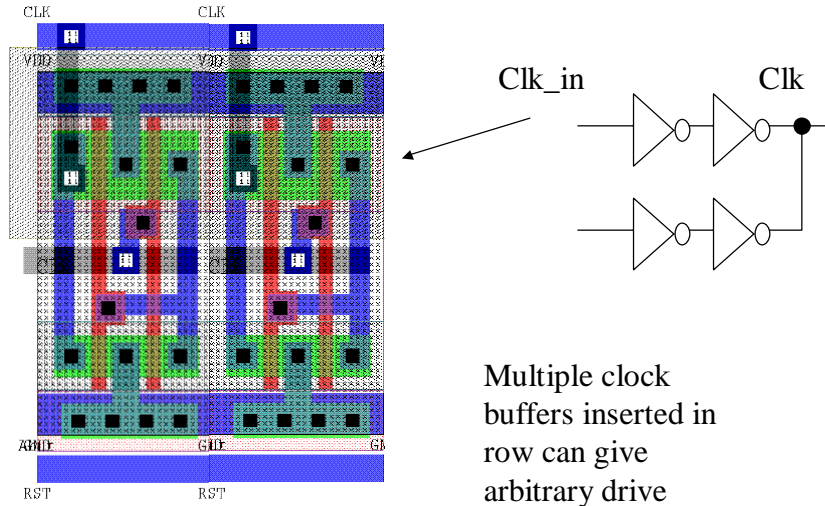 CLK CLK
VDD VDD
Clk_in Clk
GND
RST RST
Multiple clock
buffers inserted in
row can give
arbitrary drive